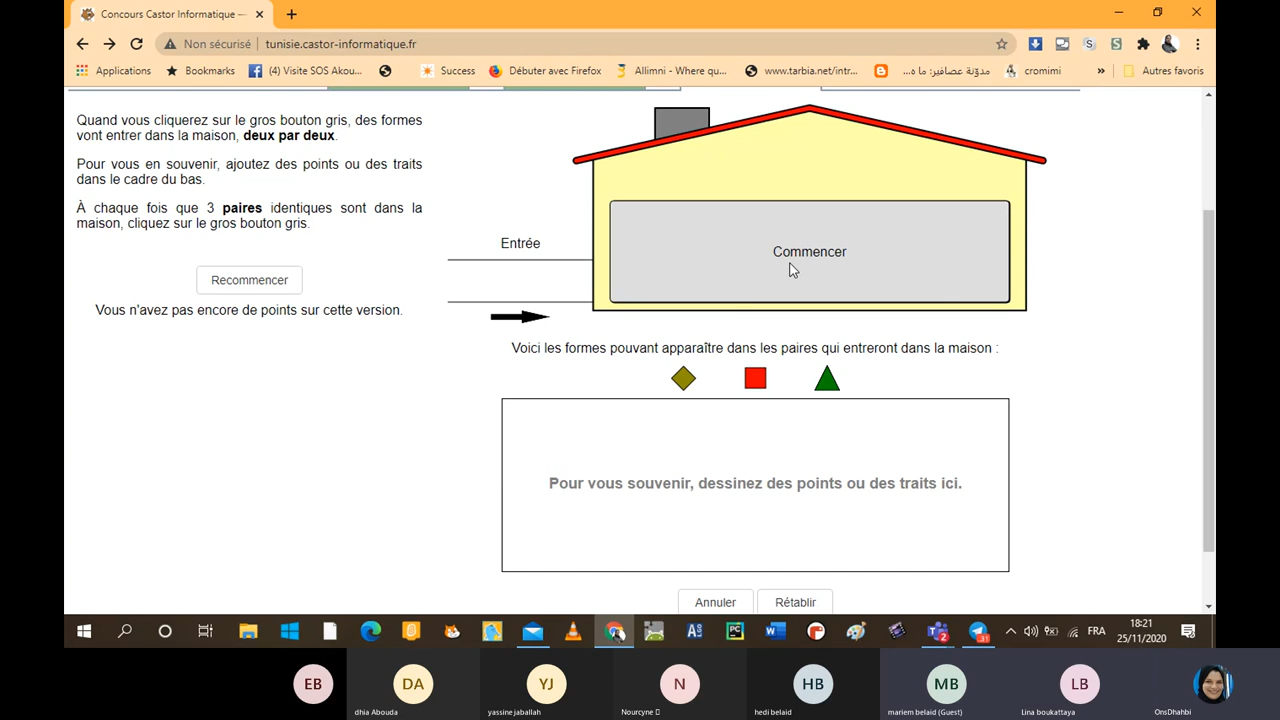 Concours Castor Informatique —
Non sécurisé
tunisie.castor-informatique.fr
Applications
Bookmarks
(4) Visite SOS Akou...
Success
Débuter avec Firefox
Allimni - Where qu...
www.tarbia.net/intr...
مدوّنة عصافير: ما ه...
cromimi
»
Autres favoris
Quand vous cliquerez sur le gros bouton gris, des formes
vont entrer dans la maison, deux par deux.
Pour vous en souvenir, ajoutez des points ou des traits
dans le cadre du bas.
À chaque fois que 3 paires identiques sont dans la
maison, cliquez sur le gros bouton gris.
Recommencer
Vous n'avez pas encore de points sur cette version.
Entrée
Commencer
Voici les formes pouvant apparaître dans les paires qui entreront dans la maison :
Pour vous souvenir, dessinez des points ou des traits ici.
Annuler
Rétablir
FRA
18:21
25/11/2020
EB
DA
YJ
N
HB
MB
LB
dhia Abouda
yassine jaballah
Nourcyne
hedi belaid
mariem belaid (Guest)
Lina boukattaya
OnsDhahbi